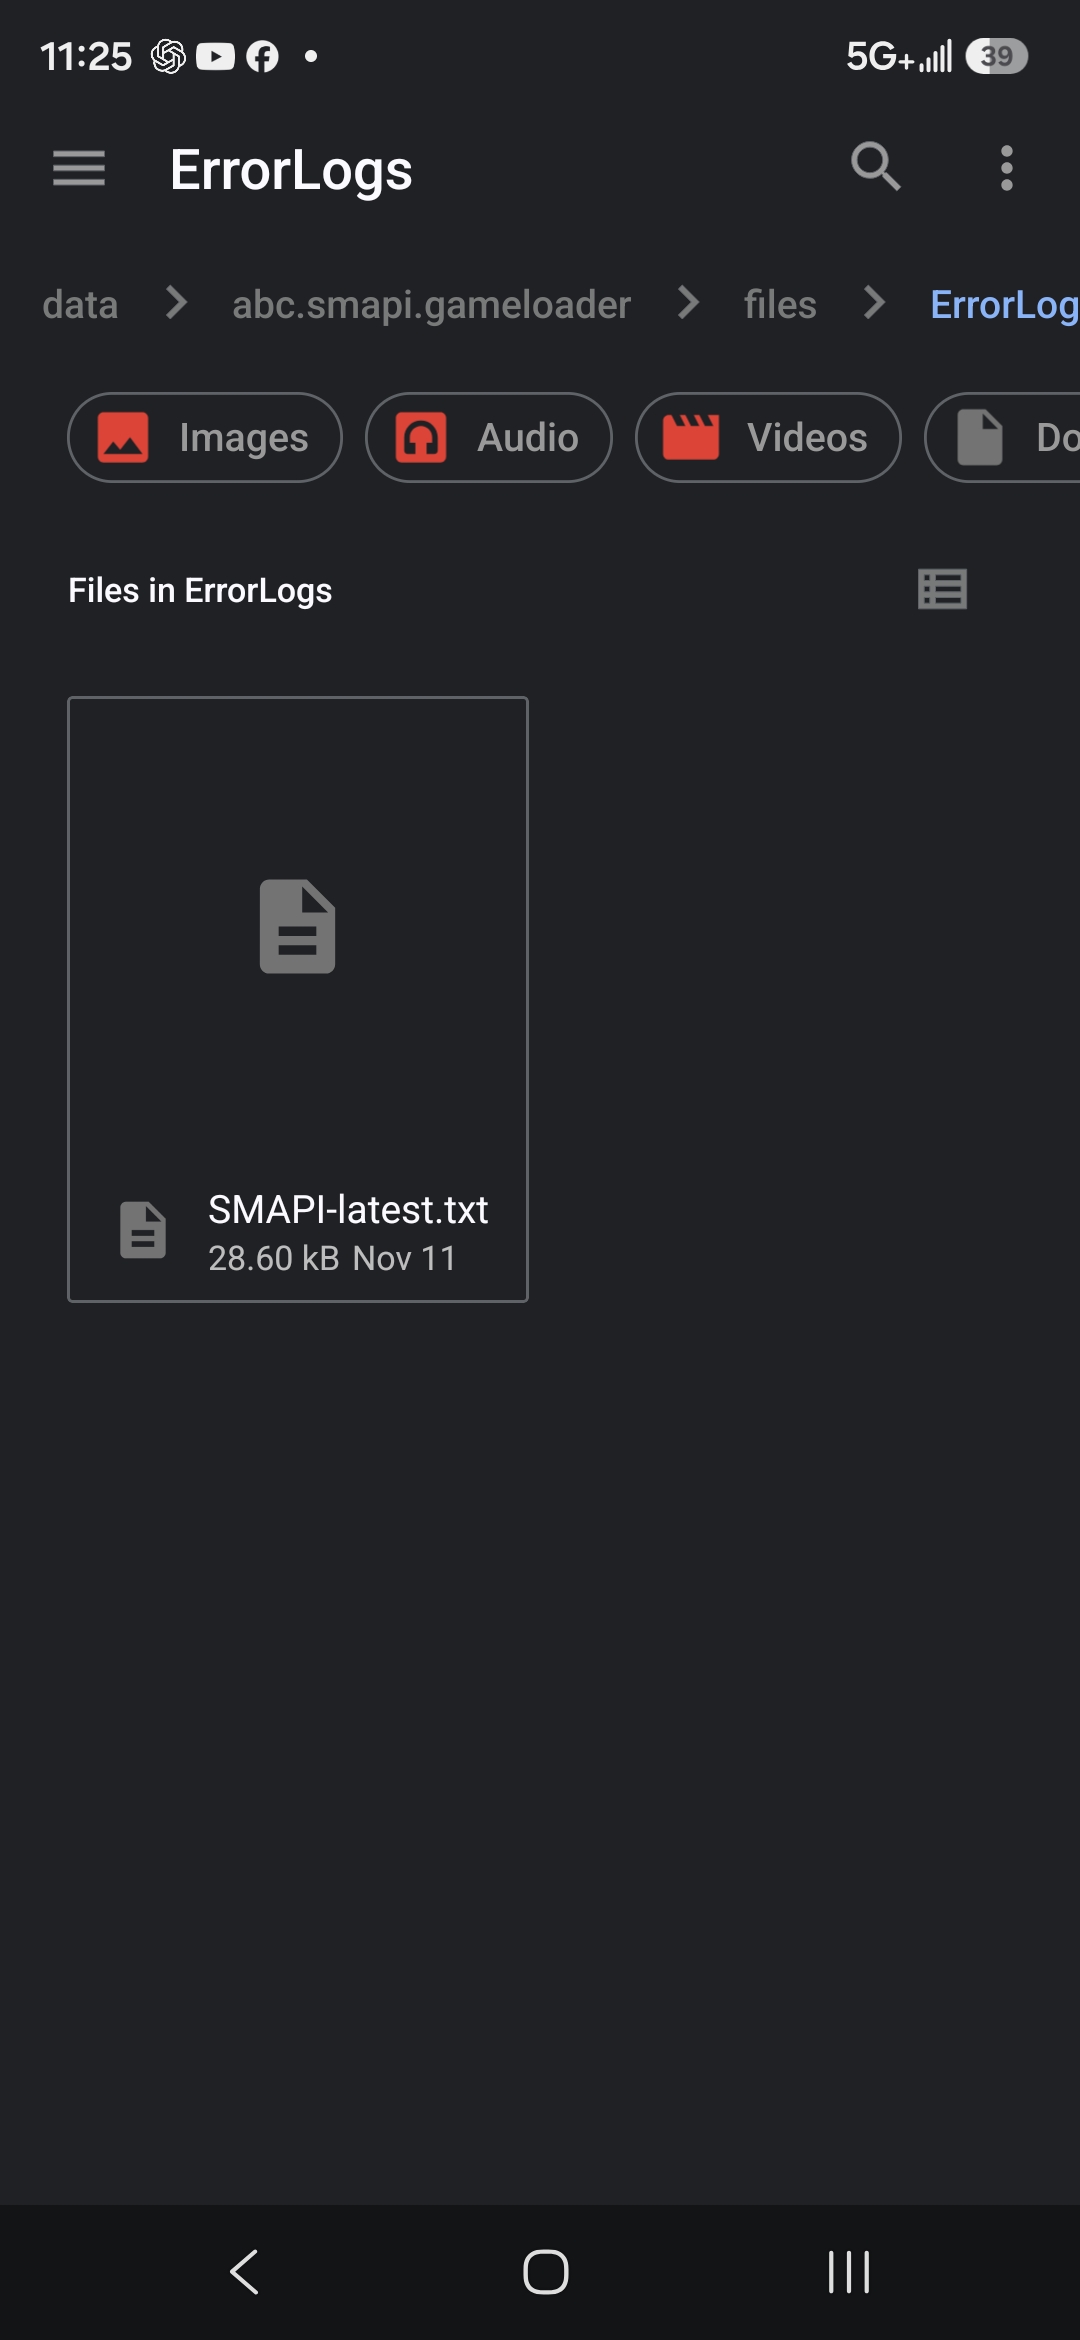 11:25
5G+ 39
ErrorLogs
data abc.smapi.gameloader files ErrorLog
Images Audio Videos Do
Files in ErrorLogs
SMAPI-latest.txt
28.60 kB Nov 11